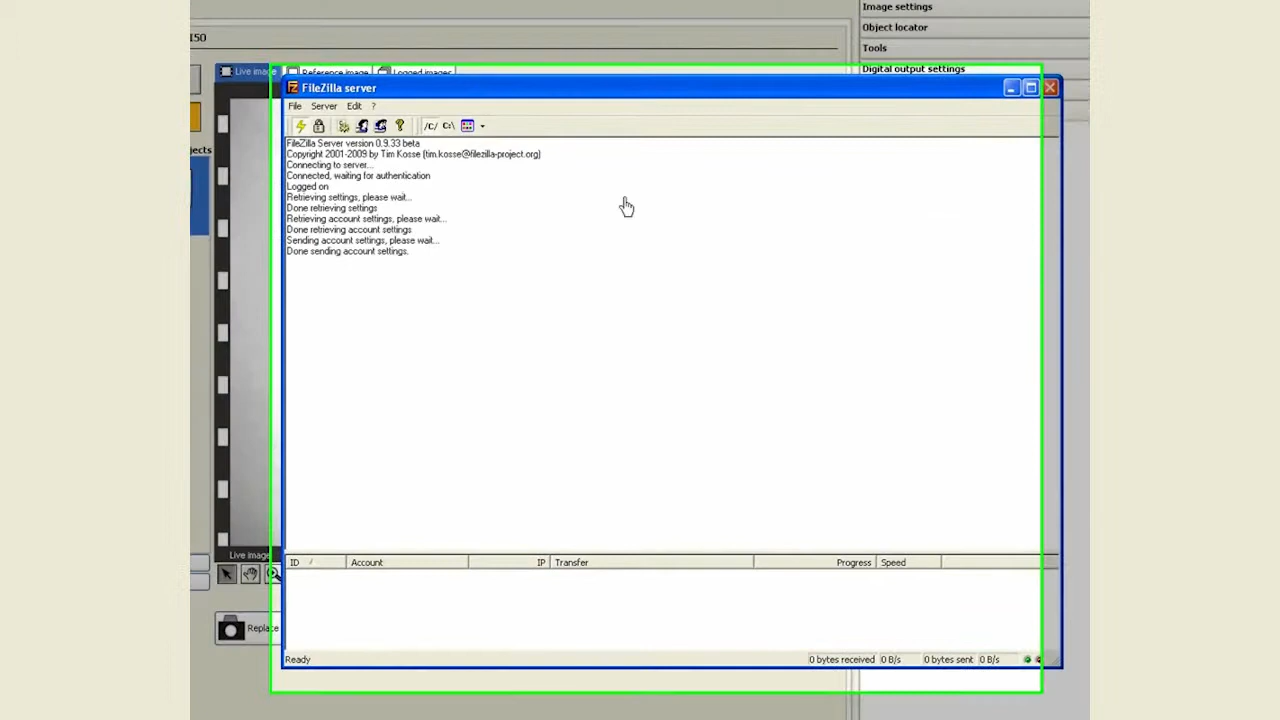 Image settings
Object locator
I50
Tools
Live image Reference image Logged images
Digital output settings
FileZilla server
File Server Edit ?
/C/ C:\
FileZilla Server version 0.9.33 beta
Copyright 2001-2009 by Tim Kosse (tim.kosse@filezilla-project.org)
Connecting to server...
Connected, waiting for authentication
Logged on
Retrieving settings, please wait...
Done retrieving settings
Retrieving account settings, please wait...
Done retrieving account settings
Sending account settings, please wait...
Done sending account settings.
jects
Live image
ID / Account IP Transfer Progress Speed
Replace
Ready 0 bytes received 0 B/s 0 bytes sent 0 B/s